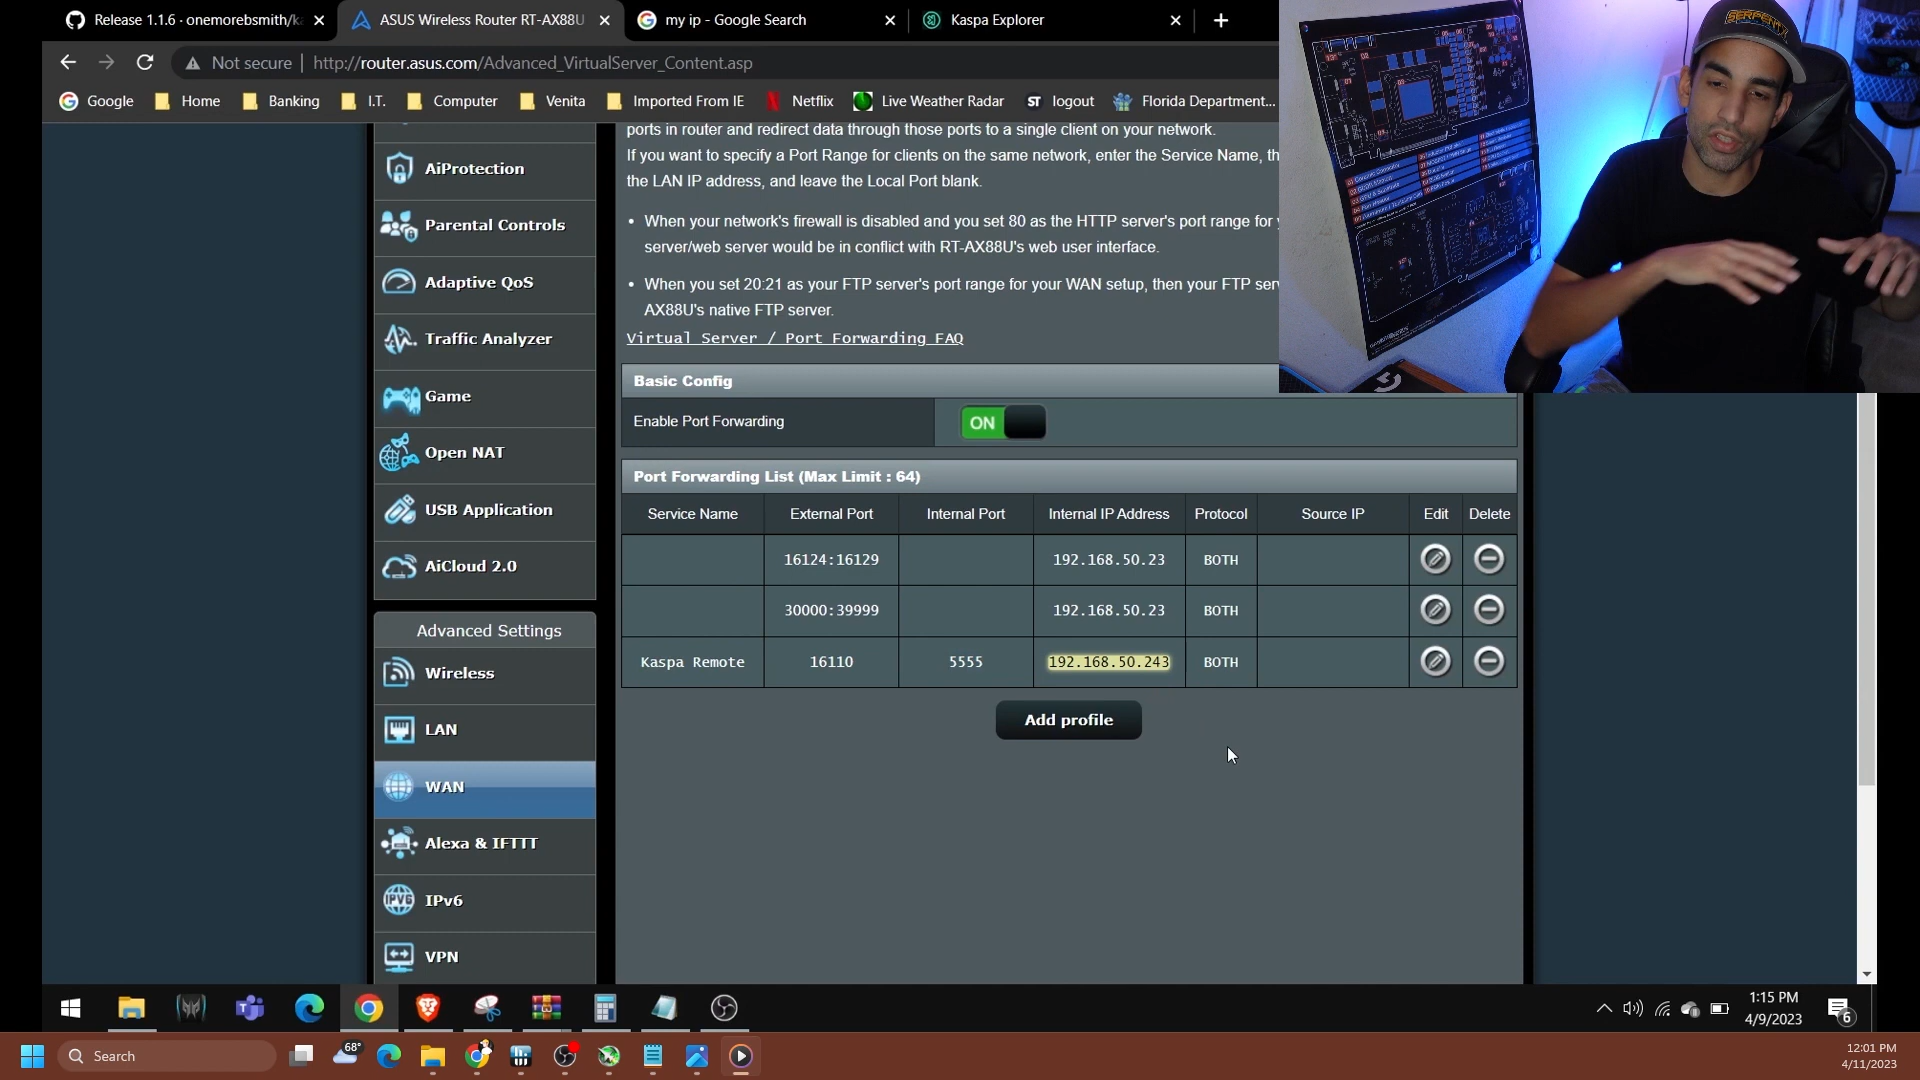 Release 1.1.6 · onemorebsmith/ka
ASUS Wireless Router RT-AX88U
my ip - Google Search
Kaspa Explorer
Not secure
http://router.asus.com/Advanced_VirtualServer_Content.asp
Google
Home
Banking
I.T.
Computer
Venita
Imported From IE
Netflix
Live Weather Radar
ST logout
Florida Department...
ports in router and redirect data through those ports to a single client on your network.
If you want to specify a Port Range for clients on the same network, enter the Service Name, th
the LAN IP address, and leave the Local Port blank.
• When your network's firewall is disabled and you set 80 as the HTTP server's port range for y
server/web server would be in conflict with RT-AX88U's web user interface.
• When you set 20:21 as your FTP server's port range for your WAN setup, then your FTP ser
AX88U's native FTP server.
Virtual Server / Port Forwarding FAQ
Basic Config
Enable Port Forwarding ON
Port Forwarding List (Max Limit : 64)
Service Name External Port Internal Port Internal IP Address Protocol Source IP Edit Delete
16124:16129 192.168.50.23 BOTH
30000:39999 192.168.50.23 BOTH
Kaspa Remote 16110 5555 192.168.50.243 BOTH
Add profile
AiProtection
Parental Controls
Adaptive QoS
Traffic Analyzer
Game
Open NAT
USB Application
AiCloud 2.0
Advanced Settings
Wireless
LAN
WAN
Alexa & IFTTT
IPv6
VPN
1:15 PM
4/9/2023
6
Search
68°
12:01 PM
4/11/2023